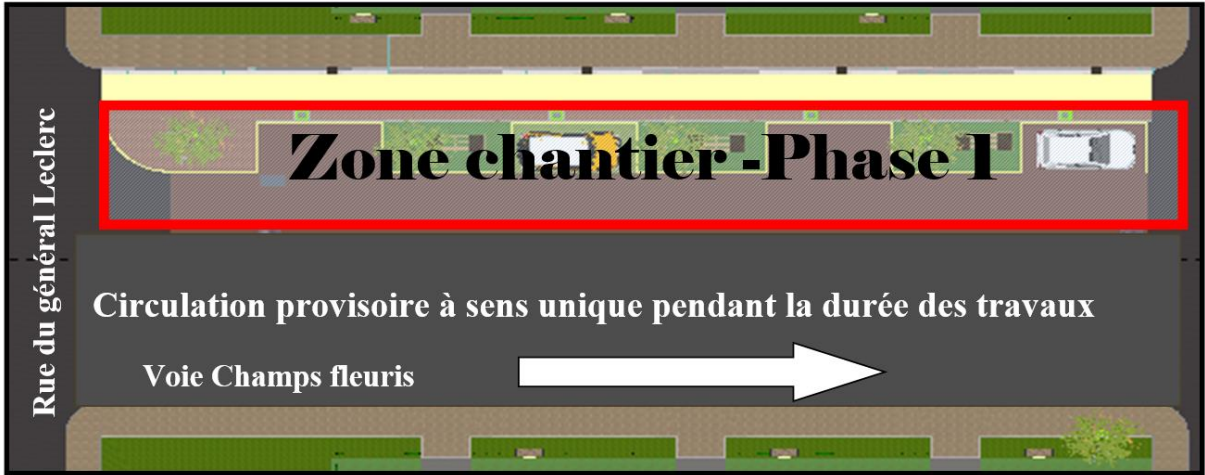 Rue du général Leclerc
Zone chantier -Phase 1
Circulation provisoire à sens unique pendant la durée des travaux
Voie Champs fleuris